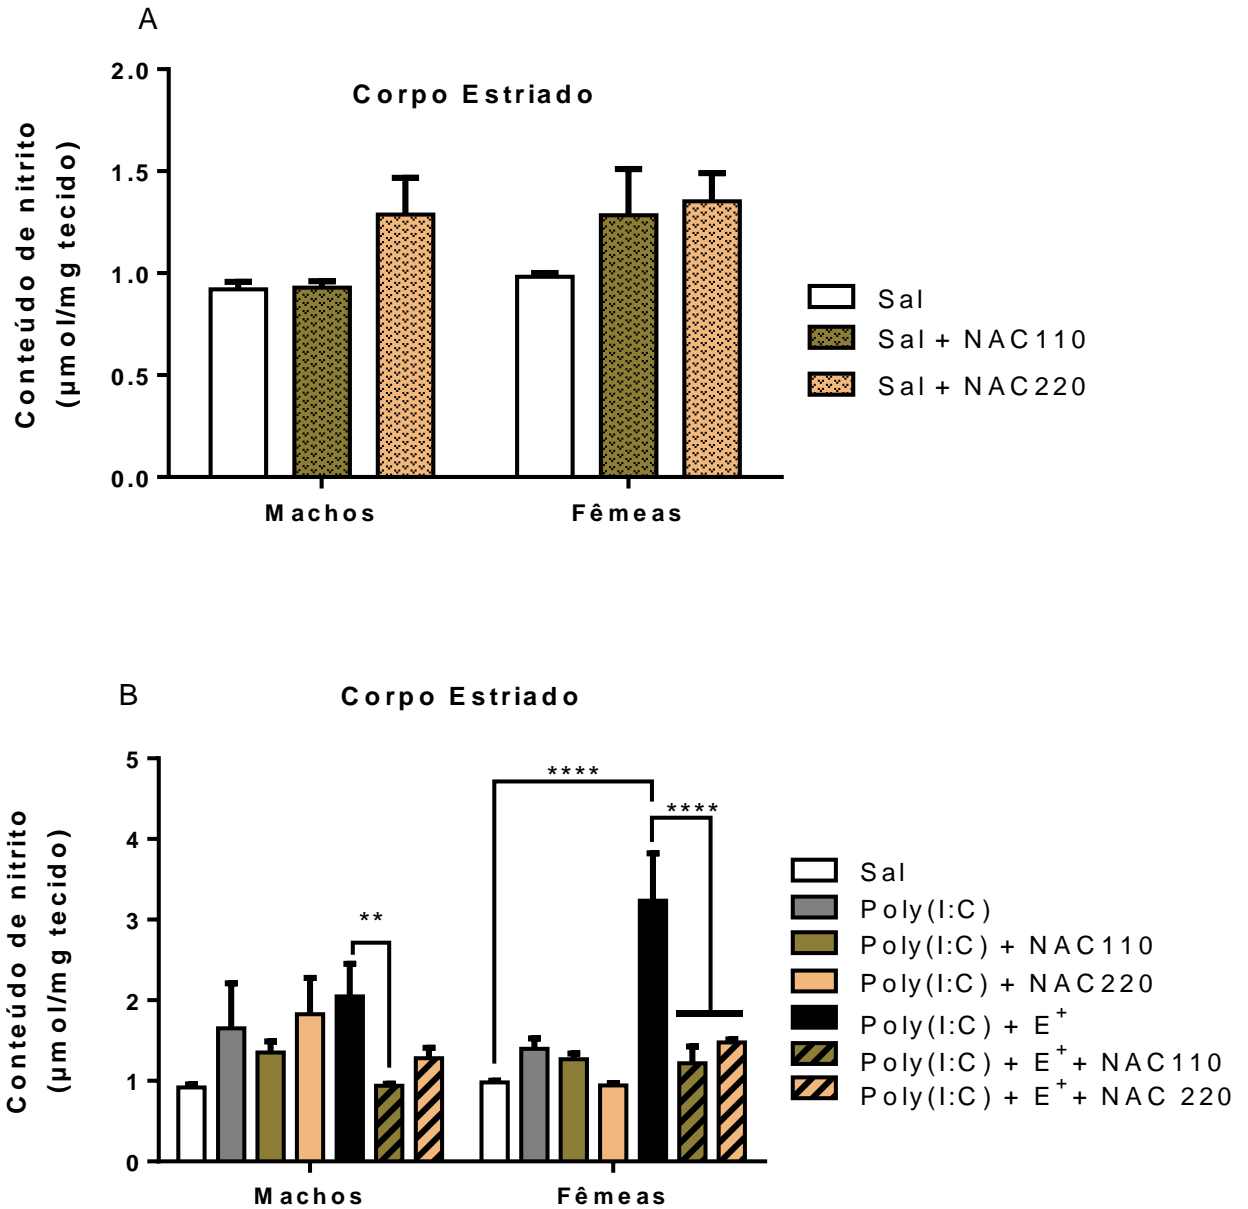 A
Corpo Estriado
Conteúdo de nitrito
(µmol/mg tecido)
2.0
1.5
1.0
0.5
0.0
Machos
Fêmeas
Sal
Sal + NAC110
Sal + NAC220
B
Corpo Estriado
Conteúdo de nitrito
(µmol/mg tecido)
5
4
3
2
1
0
**
****
****
Machos
Fêmeas
Sal
Poly(I:C)
Poly(I:C) + NAC110
Poly(I:C) + NAC220
Poly(I:C) + E⁺
Poly(I:C) + E⁺ + NAC110
Poly(I:C) + E⁺ + NAC 220